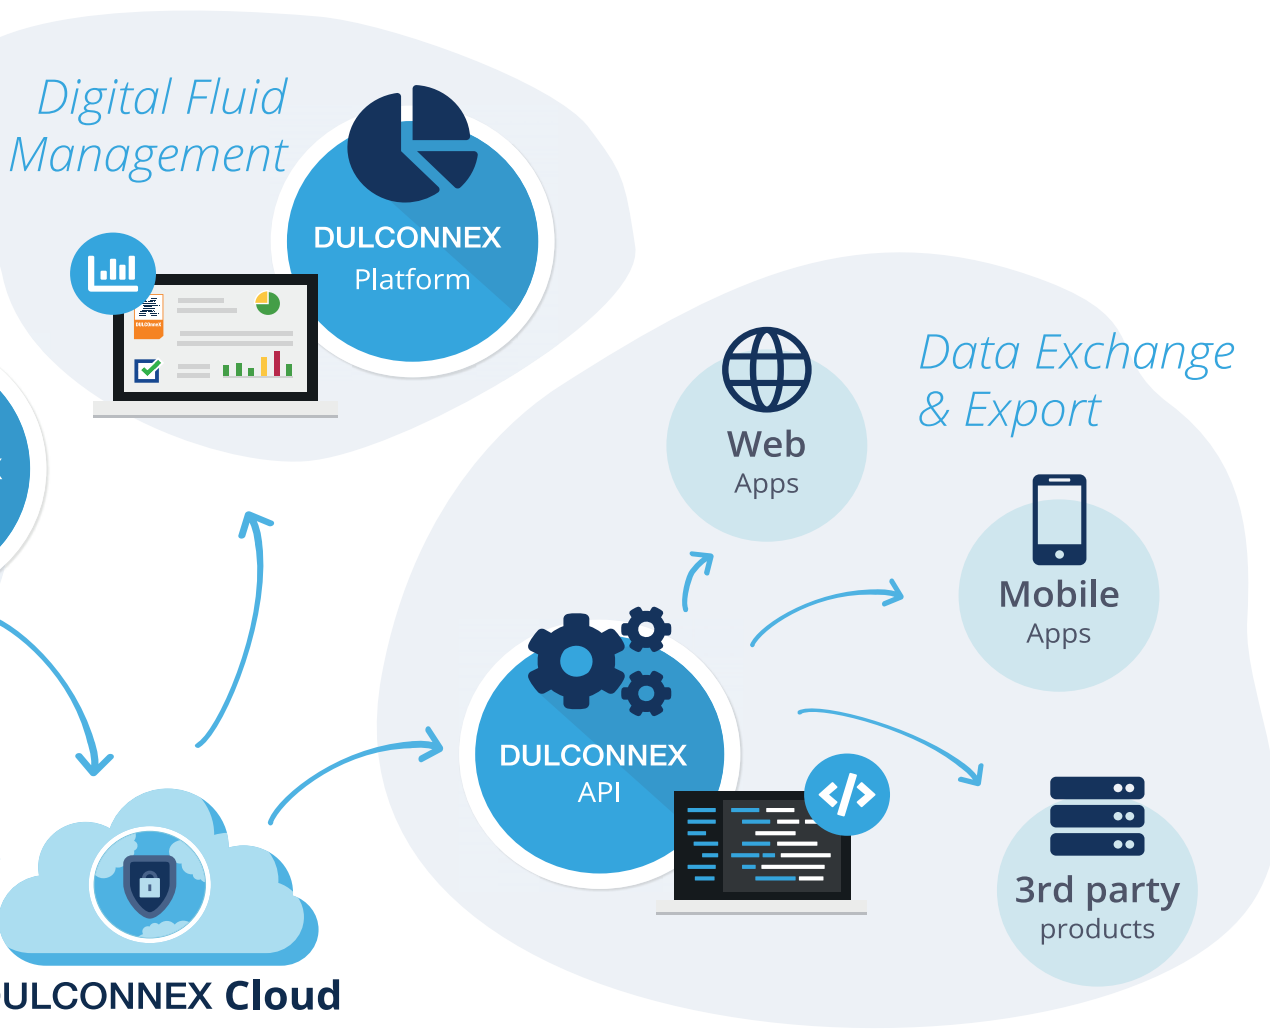 Digital Fluid
Management
DULCONNEX
Platform
Data Exchange
& Export
Web
Apps
Mobile
Apps
DULCONNEX
API
3rd party
products
ULCONNEX Cloud